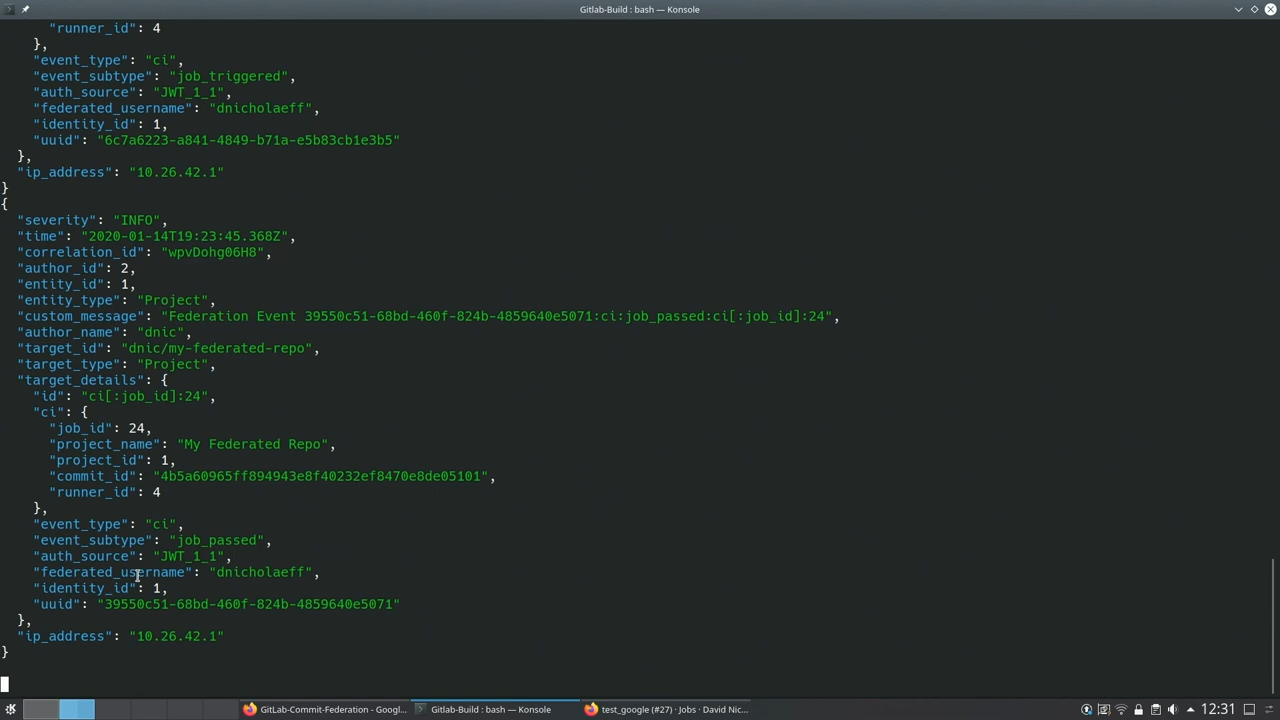 Gitlab-Build : bash — Konsole
"runner_id": 4
},
"event_type": "ci",
"event_subtype": "job_triggered",
"auth_source": "JWT_1_1",
"federated_username": "dnicholaeff",
"identity_id": 1,
"uuid": "6c7a6223-a841-4849-b71a-e5b83cb1e3b5"
},
"ip_address": "10.26.42.1"
}
{
"severity": "INFO",
"time": "2020-01-14T19:23:45.368Z",
"correlation_id": "wpvDohg06H8",
"author_id": 2,
"entity_id": 1,
"entity_type": "Project",
"custom_message": "Federation Event 39550c51-68bd-460f-824b-4859640e5071:ci:job_passed:ci[:job_id]:24",
"author_name": "dnic",
"target_id": "dnic/my-federated-repo",
"target_type": "Project",
"target_details": {
"id": "ci[:job_id]:24",
"ci": {
"job_id": 24,
"project_name": "My Federated Repo",
"project_id": 1,
"commit_id": "4b5a60965ff894943e8f40232ef8470e8de05101",
"runner_id": 4
},
"event_type": "ci",
"event_subtype": "job_passed",
"auth_source": "JWT_1_1",
"federated_username": "dnicholaeff",
"identity_id": 1,
"uuid": "39550c51-68bd-460f-824b-4859640e5071"
},
"ip_address": "10.26.42.1"
}
GitLab-Commit-Federation - Googl...
Gitlab-Build : bash — Konsole
test_google (#27) · Jobs · David Nic...
12:31